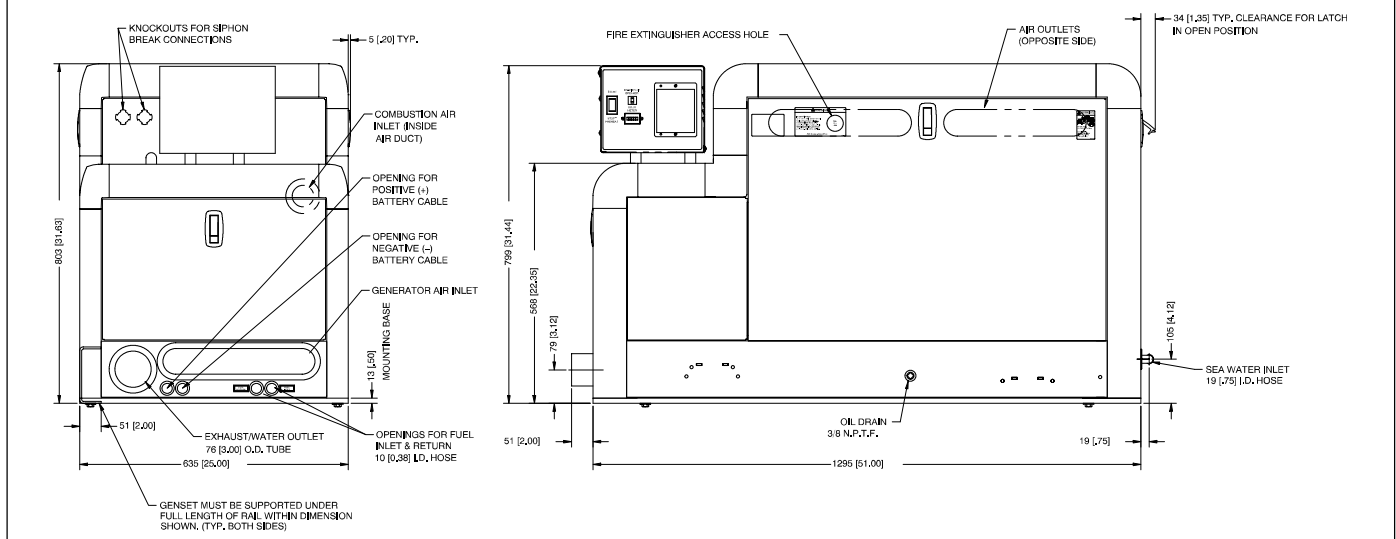 KNOCKOUTS FOR SIPHON
BREAK CONNECTIONS
5 [.20] TYP.
COMBUSTION AIR
INLET (INSIDE
AIR DUCT)
OPENING FOR
POSITIVE (+)
BATTERY CABLE
OPENING FOR
NEGATIVE (–)
BATTERY CABLE
GENERATOR AIR INLET
803 [31.63]
13 [.50]
MOUNTING BASE
51 [2.00]
EXHAUST/WATER OUTLET
76 [3.00] O.D. TUBE
OPENINGS FOR FUEL
INLET & RETURN
10 [0.38] I.D. HOSE
635 [25.00]
GENSET MUST BE SUPPORTED UNDER
FULL LENGTH OF RAIL WITHIN DIMENSION
SHOWN. (TYP. BOTH SIDES)
FIRE EXTINGUISHER ACCESS HOLE
AIR OUTLETS
(OPPOSITE SIDE)
34 [1.35] TYP. CLEARANCE FOR LATCH
IN OPEN POSITION
799 [31.44]
568 [22.35]
79 [3.12]
105 [4.12]
SEA WATER INLET
19 [.75] I.D. HOSE
OIL DRAIN
3/8 N.P.T.F.
51 [2.00]
19 [.75]
1295 [51.00]